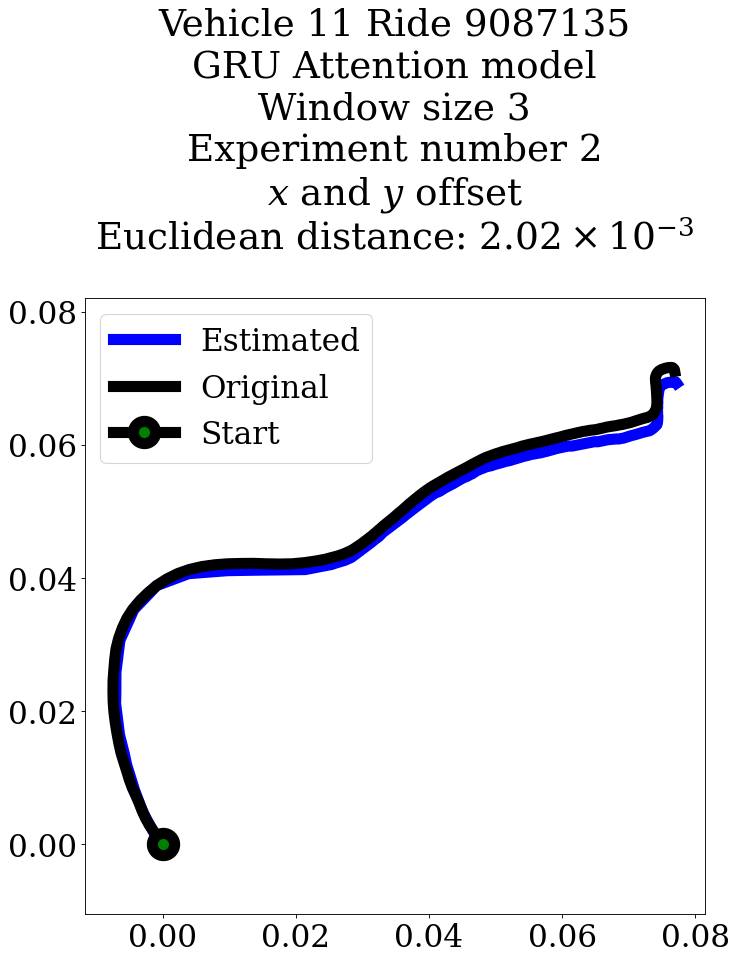 Vehicle 11 Ride 9087135
GRU Attention model
Window size 3
Experiment number 2
x and y offset
Euclidean distance: 2.02 × 10⁻³
0.08
Estimated
Original
Start
0.06
0.04
0.02
0.00
0.00 0.02 0.04 0.06 0.08